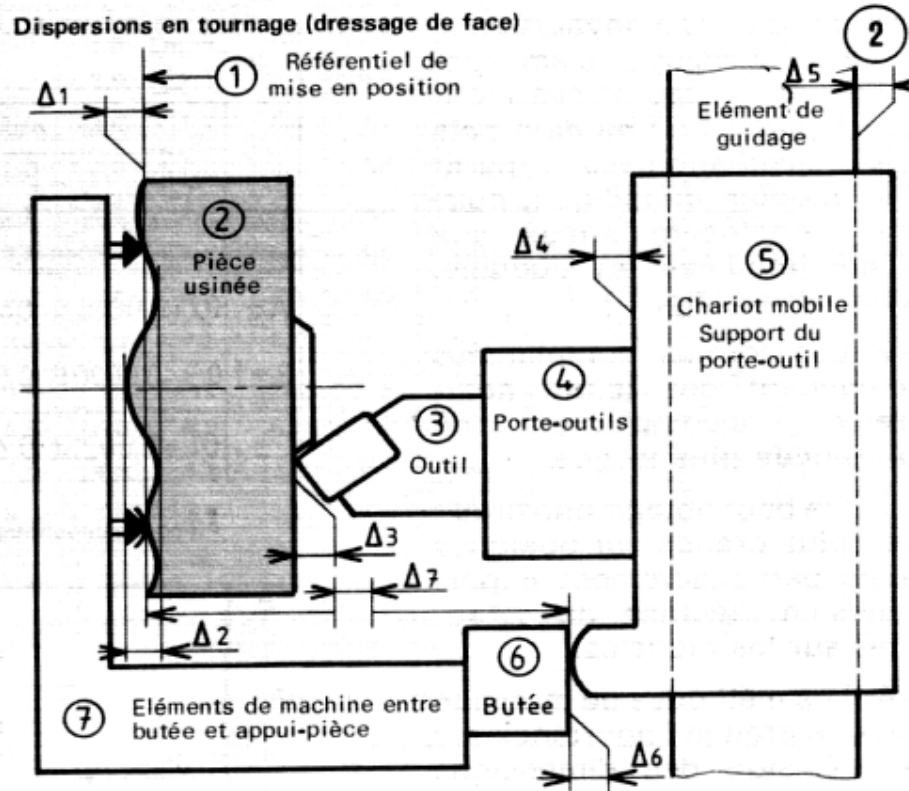 Dispersions en tournage (dressage de face)
2
1
Référentiel de
mise en position
Δ1
Δ5
Elément de
guidage
2
Pièce
usinée
Δ4
5
Chariot mobile
Support du
porte-outil
4
Porte-outils
3
Outil
Δ3
Δ7
Δ2
6
Butée
7
Eléments de machine entre
butée et appui-pièce
Δ6